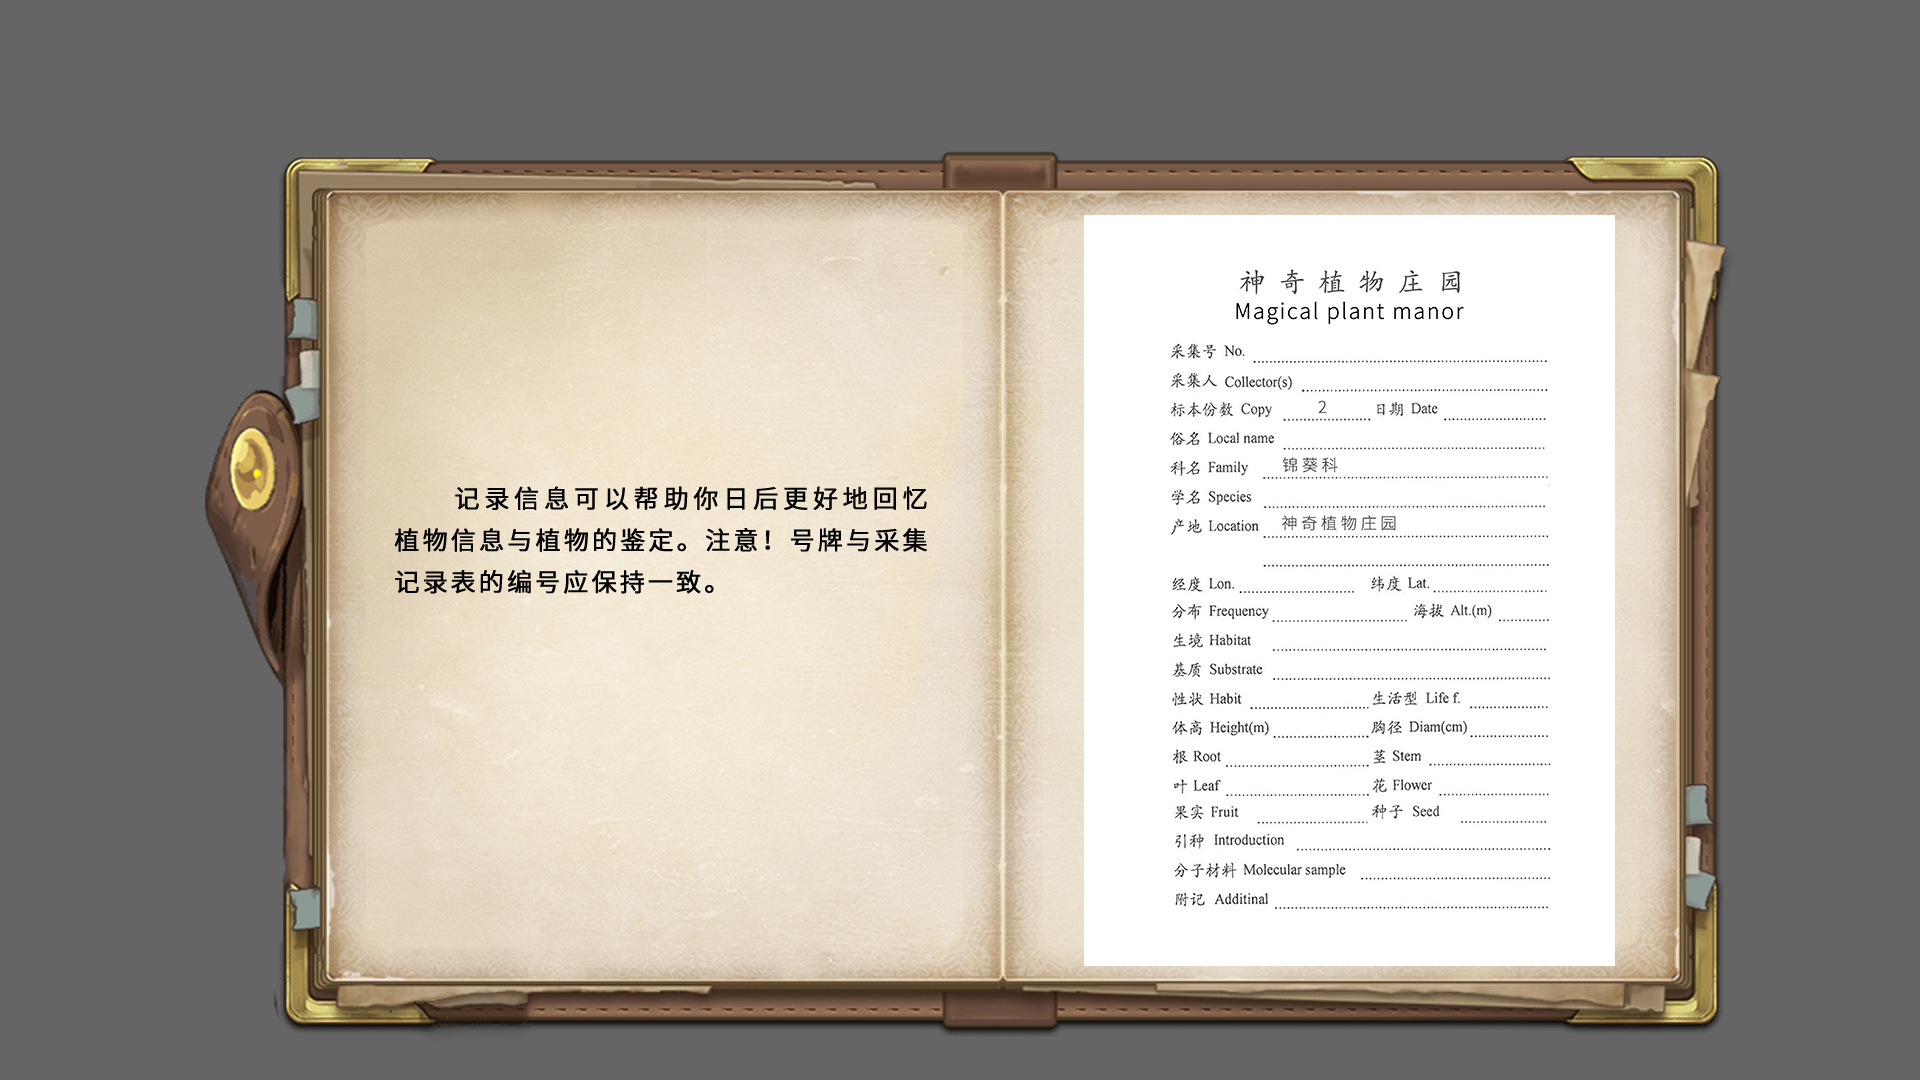 记录信息可以帮助你日后更好地回忆
植物信息与植物的鉴定。注意！号牌与采集
记录表的编号应保持一致。
神奇植物庄园
Magical plant manor
采集号 No.
采集人 Collector(s)
标本份数 Copy 2 日期 Date
俗名 Local name
科名 Family 锦葵科
学名 Species
产地 Location 神奇植物庄园
经度 Lon. 纬度 Lat.
分布 Frequency 海拔 Alt.(m)
生境 Habitat
基质 Substrate
性状 Habit 生活型 Life f.
体高 Height(m) 胸径 Diam(cm)
根 Root 茎 Stem
叶 Leaf 花 Flower
果实 Fruit 种子 Seed
引种 Introduction
分子材料 Molecular sample
附记 Additinal